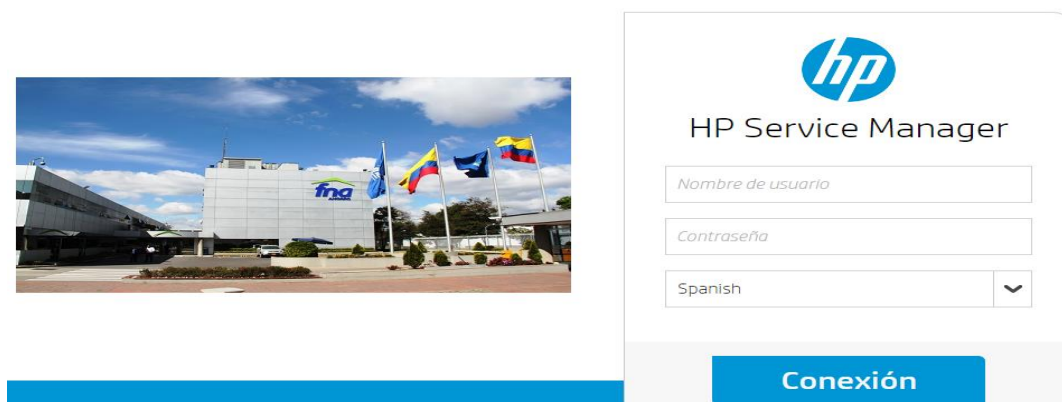 fna
hp
HP Service Manager
Nombre de usuario
Contraseña
Spanish
Conexión